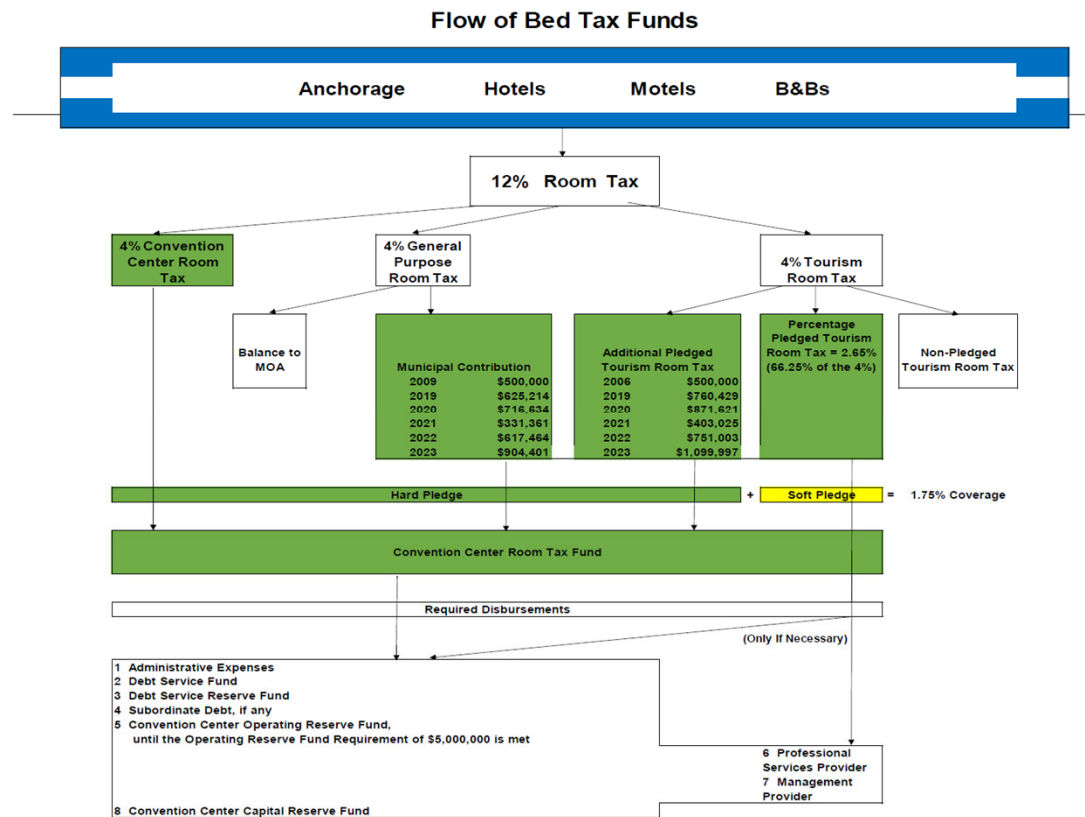 Flow of Bed Tax Funds
Anchorage Hotels Motels B&Bs
12% Room Tax
4% Convention
Center Room
Tax
4% General
Purpose
Room Tax
4% Tourism
Room Tax
Balance to
MOA
Municipal Contribution
2009 $500,000
2019 $625,214
2020 $716,634
2021 $331,361
2022 $617,464
2023 $904,401
Additional Pledged
Tourism Room Tax
2006 $500,000
2019 $760,429
2020 $871,621
2021 $403,025
2022 $751,003
2023 $1,099,997
Percentage
Pledged Tourism
Room Tax = 2.65%
(66.25% of the 4%)
Non-Pledged
Tourism Room Tax
Hard Pledge + Soft Pledge = 1.75% Coverage
Convention Center Room Tax Fund
Required Disbursements
(Only If Necessary)
1 Administrative Expenses
2 Debt Service Fund
3 Debt Service Reserve Fund
4 Subordinate Debt, if any
5 Convention Center Operating Reserve Fund,
until the Operating Reserve Fund Requirement of $5,000,000 is met
6 Professional
Services Provider
7 Management
Provider
8 Convention Center Capital Reserve Fund